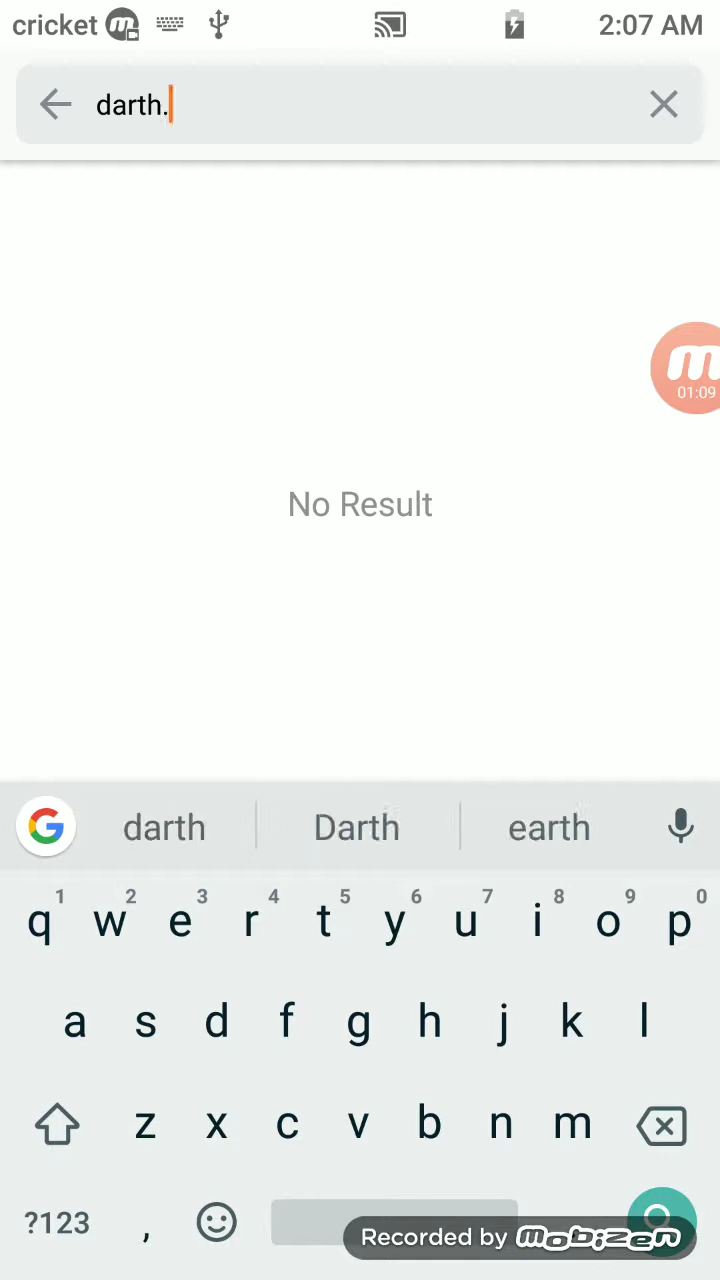 cricket 2:07 AM
darth.
01:09
No Result
darth Darth earth
1 2 3 4 5 6 7 8 9 0
q w e r t y u i o p
a s d f g h j k l
z x c v b n m
?123 ,
Recorded by mobizen